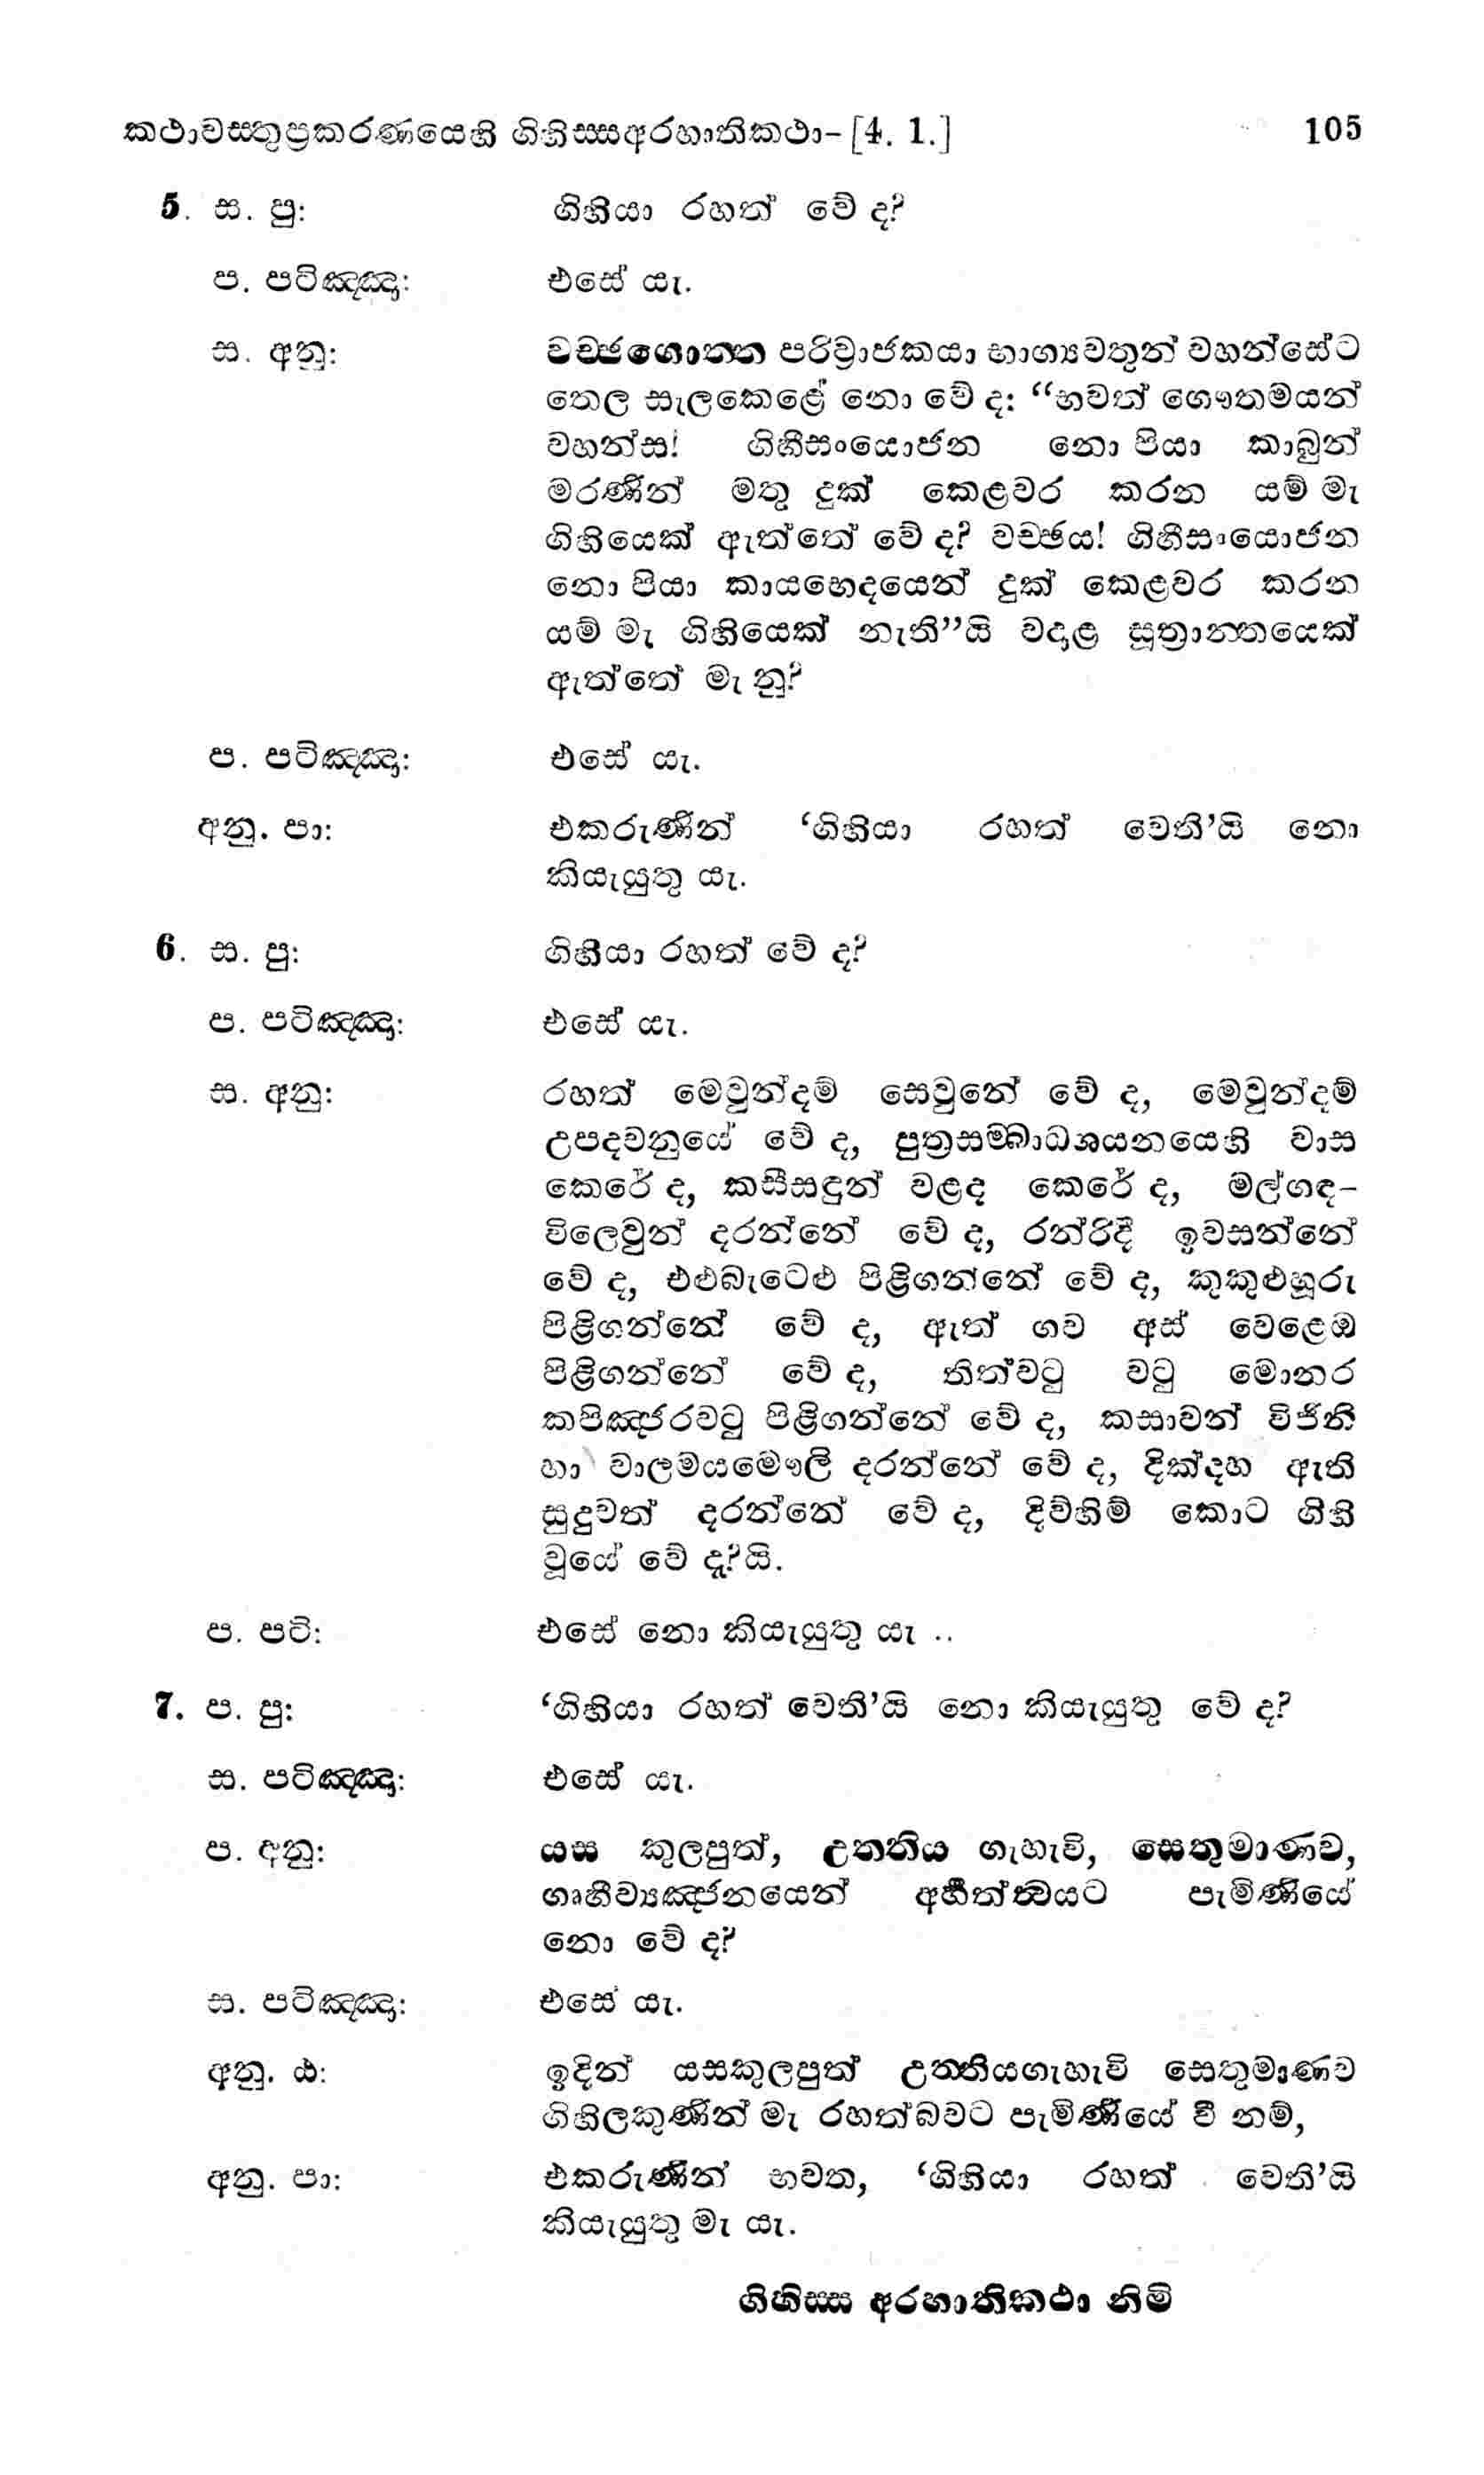 කථාවස්තුප්‍රකරණයෙහි ගිහිස්සඅරහාතිකථා– [4. 1.] 105
5. ස. පු: ගිහියා රහත් වේ ද?
ප. පටිඤ්ඤා: එසේ යැ.
ස. අනු: වච්ඡගොත්ත පරිව්‍රාජකයා භාග්‍යවතුන් වහන්සේට
තෙල සැලකෙළේ නො වේ ද: “භවත් ගෞතමයන්
වහන්ස! ගිහිසංයොජන නො පියා කාබුන්
මරණින් මතු දුක් කෙළවර කරන යම් මැ
ගිහියෙක් ඇත්තේ වේ ද? වච්ඡය! ගිහිසංයොජන
නො පියා කායභෙදයෙන් දුක් කෙළවර කරන
යම් මැ ගිහියෙක් නැති”යි වදාළ සූත්‍රාන්තයෙක්
ඇත්තේ මැ නු?
ප. පටිඤ්ඤා: එසේ යැ.
අනු. පා: එකරුණින් ‘ගිහියා රහත් වෙති’යි නො
කියැයුතු යැ.
6. ස. පු: ගිහියා රහත් වේ ද?
ප. පටිඤ්ඤා: එසේ යැ.
ස. අනු: රහත් මෙවුන්දම් සෙවුනේ වේ ද, මෙවුන්දම්
උපදවනුයේ වේ ද, පුත්‍රසම්බාධශයනයෙහි වාස
කෙරේ ද, කසීසඳුන් වළඳ කෙරේ ද, මල්ගඳ–
විලෙවුන් දරන්නේ වේ ද, රන්රිදී ඉවසන්නේ
වේ ද, එළුබැටෙළු පිළිගන්නේ වේ ද, කුකුළුහූරු
පිළිගන්නේ වේ ද, ඇත් ගව අස් වෙළෙඹ
පිළිගන්නේ වේ ද, තිත්වටු වටු මොනර
කපිඤ්ජරවටු පිළිගන්නේ වේ ද, කසාවන් විජිනි
හා වාලමයමෞලි දරන්නේ වේ ද, දික්දහ ඇති
සුදුවත් දරන්නේ වේ ද, දිව්හිම් කොට ගිහි
වූයේ වේ දැ?යි.
ප. පටි: එසේ නො කියැයුතු යැ ..
7. ප. පු: ‘ගිහියා රහත් වෙති’යි නො කියැයුතු වේ ද?
ස. පටිඤ්ඤා: එසේ යැ.
ප. අනු: යස කුලපුත්, උත්තිය ගැහැවි, සෙතුමාණව,
ගෘහීව්‍යඤ්ජනයෙන් අර්හත්ත්වයට පැමිණියේ
නො වේ ද?
ස. පටිඤ්ඤා: එසේ යැ.
අනු. ඨ: ඉදින් යසකුලපුත් උත්තියගැහැවි සෙතුමාණව
ගිහිලකුණින් මැ රහත්බවට පැමිණියේ වී නම්,
අනු. පා: එකරුණින් භවත, ‘ගිහියා රහත් වෙති’යි
කියැයුතු මැ යැ.
ගිහිස්ස අරහාතිකථා නිමි